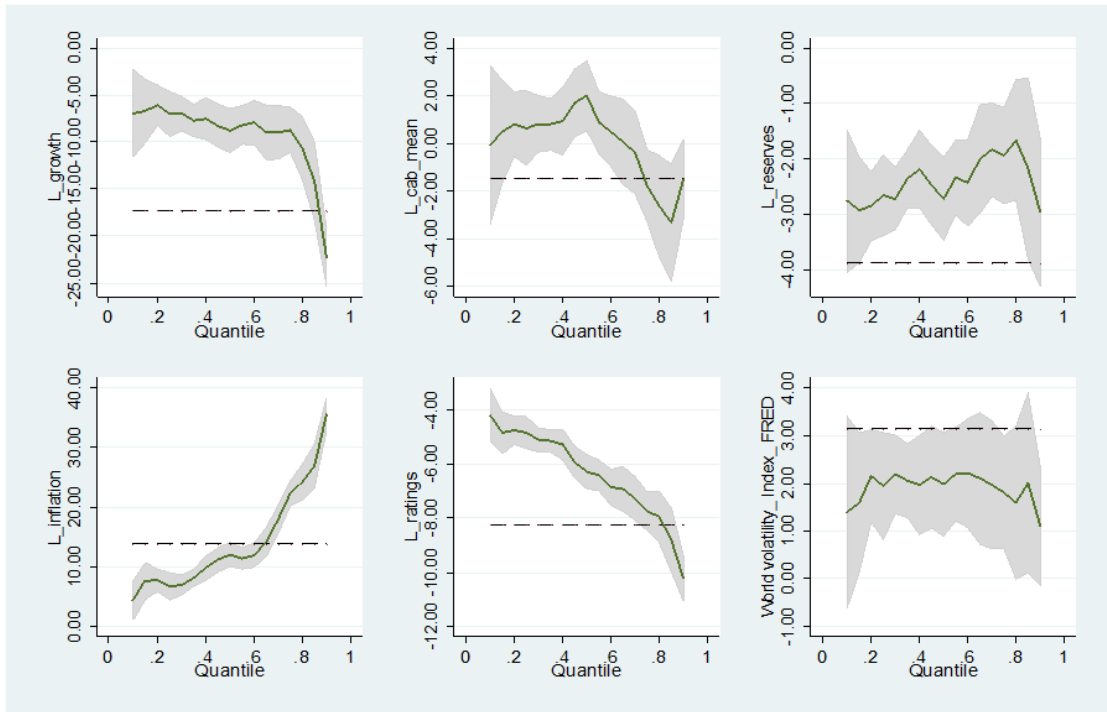 L_growth
0.00
-5.00
-10.00
-15.00
-20.00
-25.00
0 .2 .4 .6 .8 1
Quantile
L_cab_mean
4.00
2.00
0.00
-2.00
-4.00
-6.00
0 .2 .4 .6 .8 1
Quantile
L_reserves
0.00
-1.00
-2.00
-3.00
-4.00
0 .2 .4 .6 .8 1
Quantile
L_inflation
40.00
30.00
20.00
10.00
0.00
0 .2 .4 .6 .8 1
Quantile
L_ratings
-4.00
-6.00
-8.00
-10.00
-12.00
0 .2 .4 .6 .8 1
Quantile
World volatility_ Index_ FRED
4.00
3.00
2.00
1.00
0.00
-1.00
0 .2 .4 .6 .8 1
Quantile